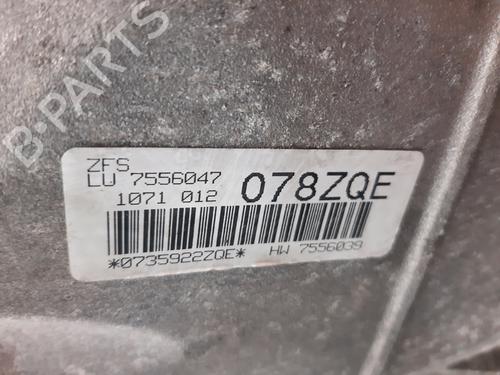 B-PARTS
ZFS
LU 7556047
1071 012 078ZQE
*0735922ZQE* HW 7556039